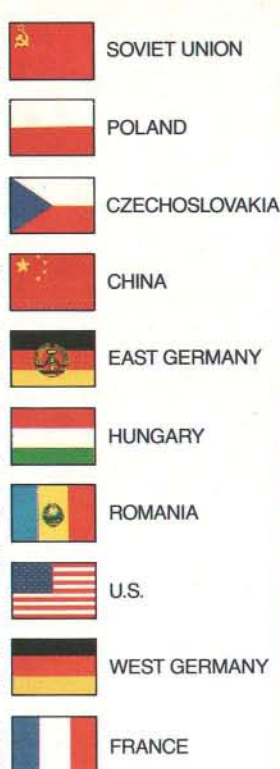 SOVIET UNION
POLAND
CZECHOSLOVAKIA
CHINA
EAST GERMANY
HUNGARY
ROMANIA
U.S.
WEST GERMANY
FRANCE